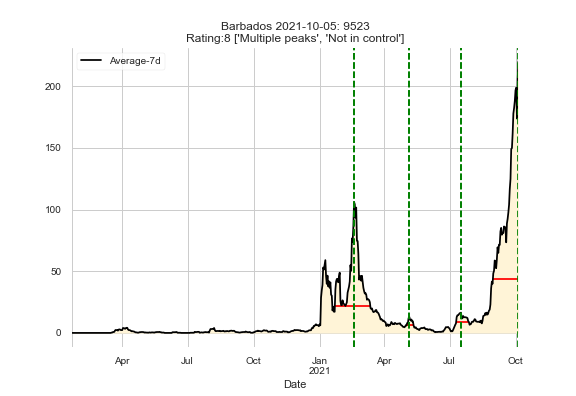 Barbados 2021-10-05: 9523
Rating:8 ['Multiple peaks', 'Not in control']
Average-7d
200
150
100
50
0
Apr
Jul
Oct
Jan
2021
Apr
Jul
Oct
Date